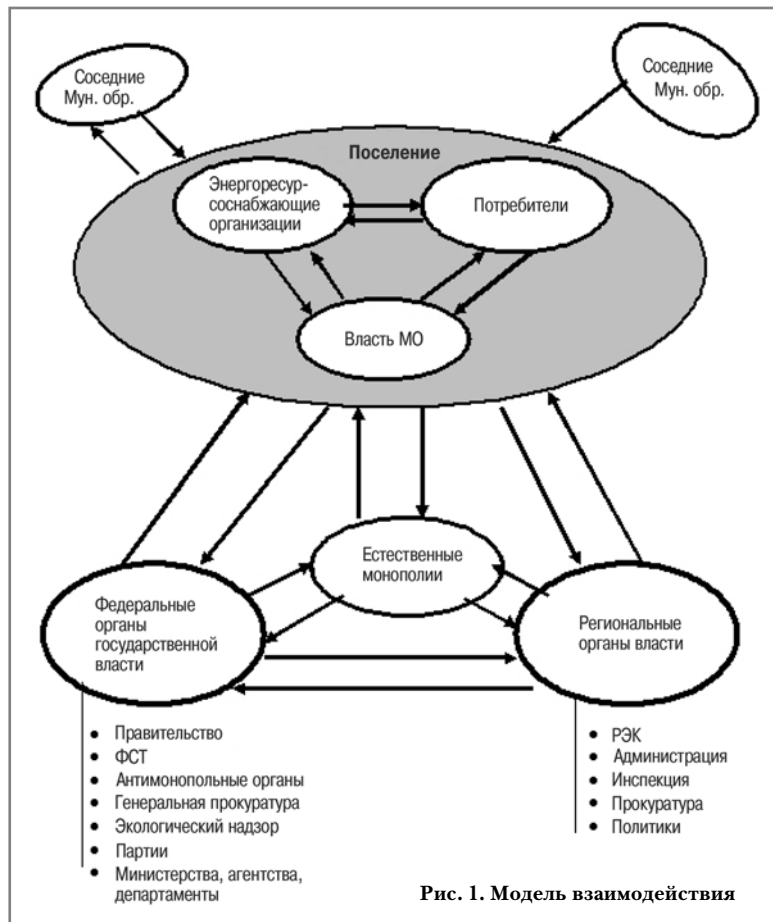 Соседние
Мун. обр.
Соседние
Мун. обр.
Поселение
Энергоресур-
соснабжающие
организации
Потребители
Власть МО
Естественные
монополии
Федеральные
органы
государственной
власти
Региональные
органы власти
• Правительство
• ФСТ
• Антимонопольные органы
• Генеральная прокуратура
• Экологический надзор
• Партии
• Министерства, агентства,
департаменты
• РЭК
• Администрация
• Инспекция
• Прокуратура
• Политики
Рис. 1. Модель взаимодействия